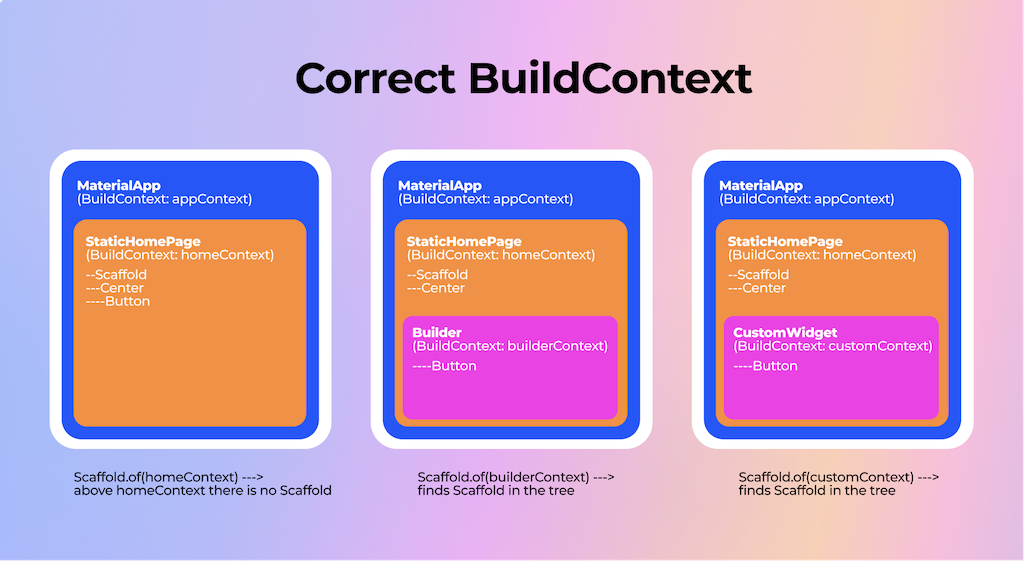 Correct BuildContext
MaterialApp
(BuildContext: appContext)
StaticHomePage
(BuildContext: homeContext)
--Scaffold
---Center
----Button
Scaffold.of(homeContext) --->
above homeContext there is no Scaffold
MaterialApp
(BuildContext: appContext)
StaticHomePage
(BuildContext: homeContext)
--Scaffold
---Center
Builder
(BuildContext: builderContext)
----Button
Scaffold.of(builderContext) --->
finds Scaffold in the tree
MaterialApp
(BuildContext: appContext)
StaticHomePage
(BuildContext: homeContext)
--Scaffold
---Center
CustomWidget
(BuildContext: customContext)
----Button
Scaffold.of(customContext) --->
finds Scaffold in the tree